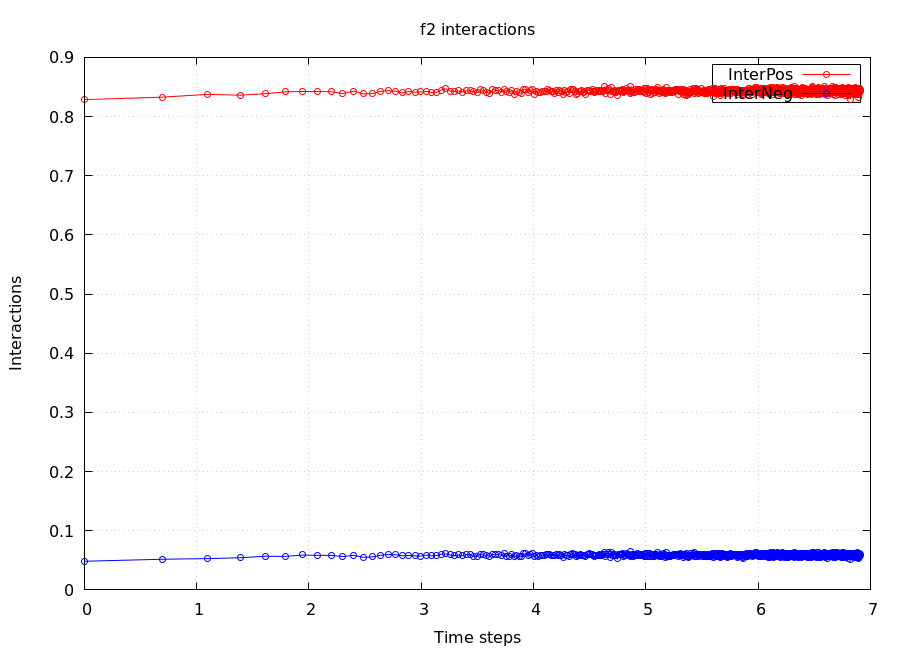 f2 interactions
0.9
0.8
0.7
0.6
0.5
0.4
0.3
0.2
0.1
0
InterPos
InterNeg
Interactions
0 1 2 3 4 5 6 7
Time steps